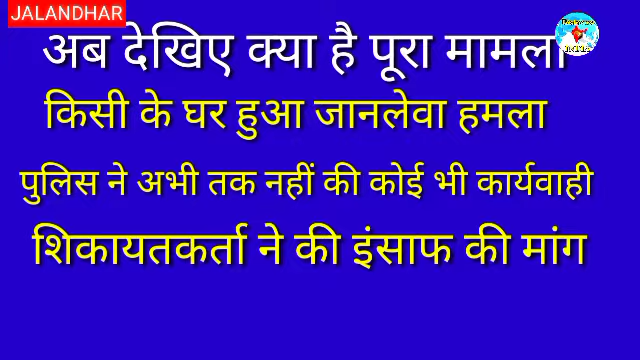 JALANDHAR
अब देखिए क्या है पूरा मामला
किसी के घर हुआ जानलेवा हमला
पुलिस ने अभी तक नहीं की कोई भी कार्यवाही
शिकायतकर्ता ने की इंसाफ की मांग